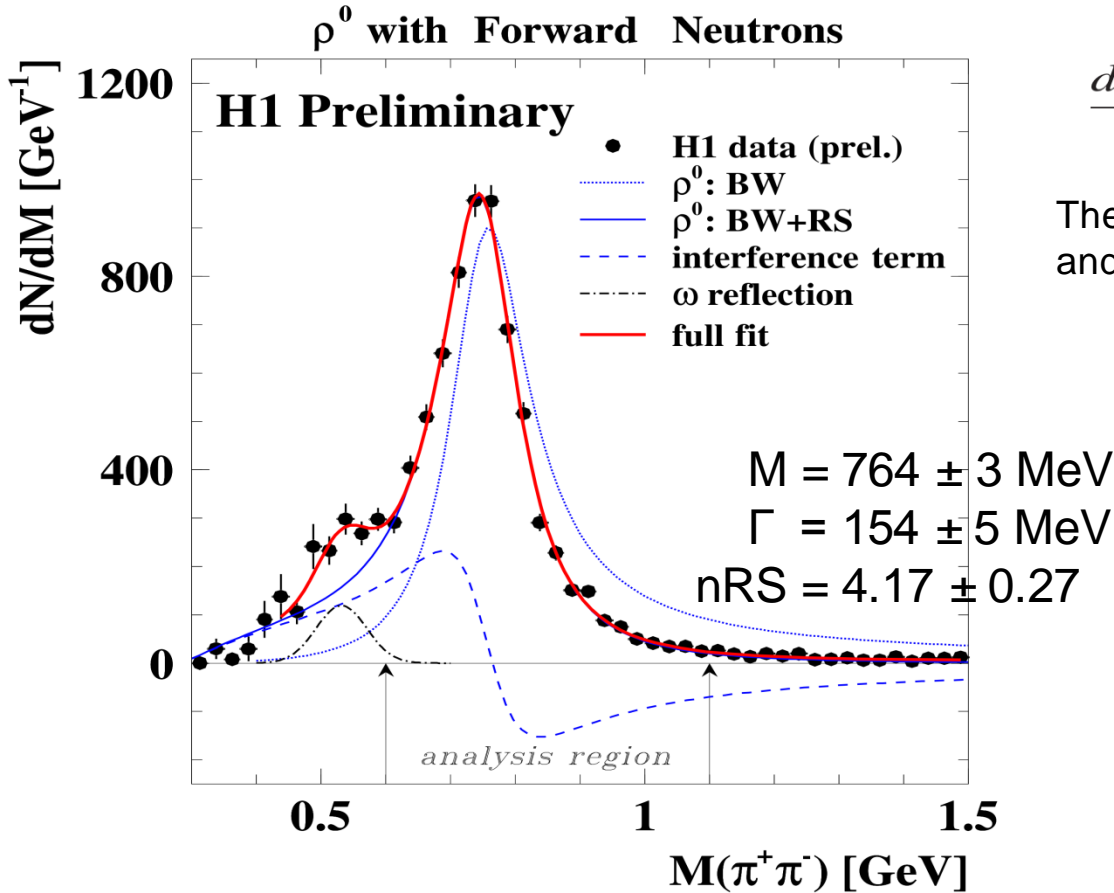 ρ⁰ with Forward Neutrons
d
dN/dM [GeV⁻¹]
1200
800
400
0
H1 Preliminary
H1 data (prel.)
ρ⁰: BW
ρ⁰: BW+RS
interference term
ω reflection
full fit
The
and
M = 764 ± 3 MeV
Γ = 154 ± 5 MeV
nRS = 4.17 ± 0.27
analysis region
0.5
1
1.5
M(π⁺π⁻) [GeV]